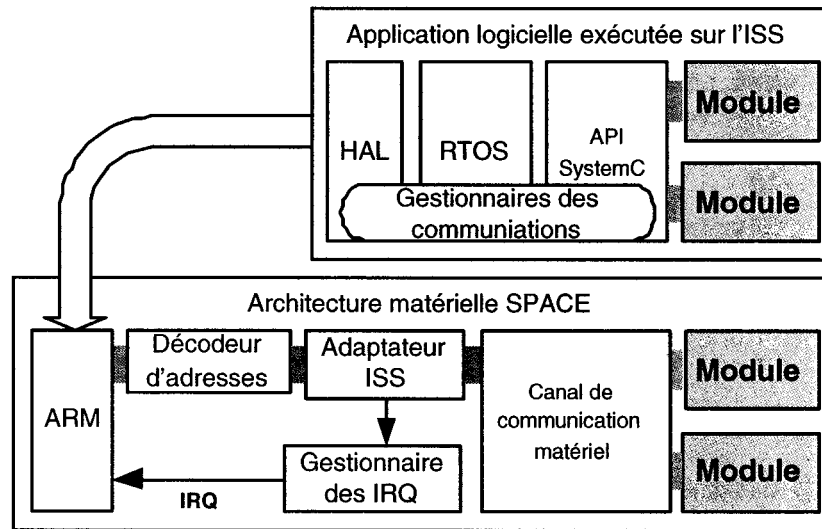 Application logicielle exécutée sur l'ISS
HAL
RTOS
API
SystemC
Gestionnaires des
communiations
Module
Module
Architecture matérielle SPACE
ARM
Décodeur
d'adresses
Adaptateur
ISS
Canal de
communication
matériel
Module
Module
Gestionnaire
des IRQ
IRQ